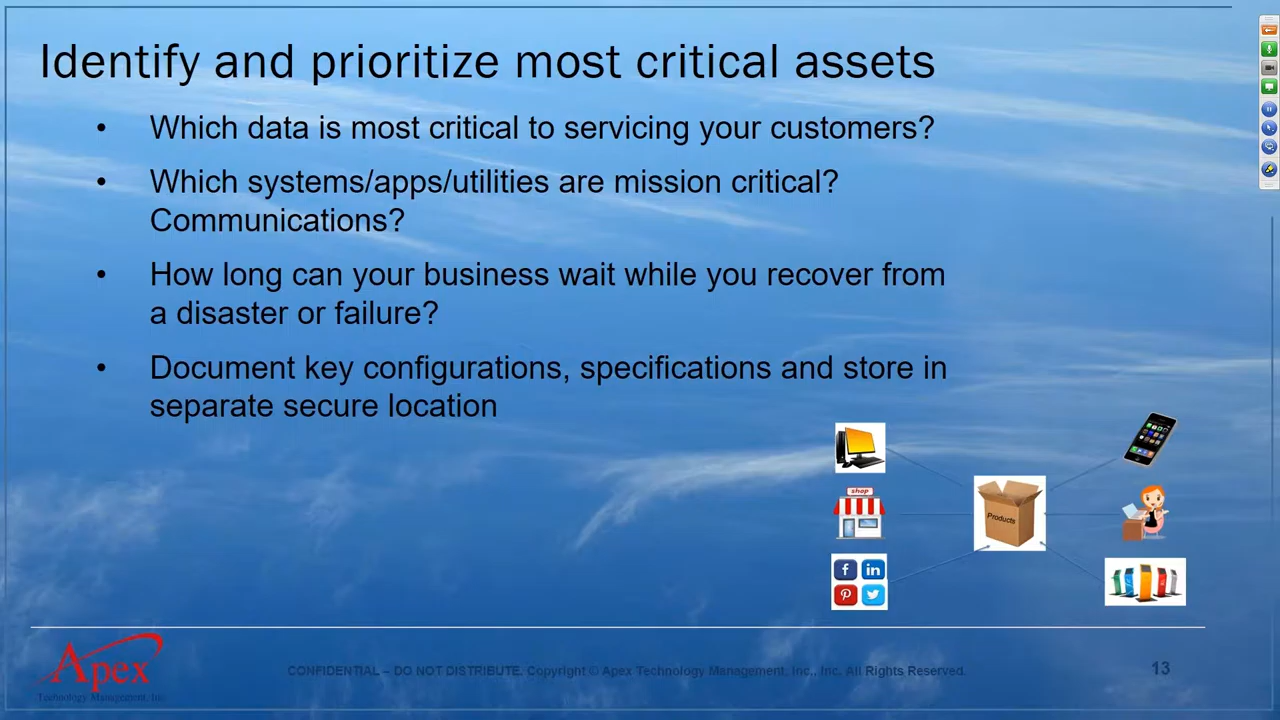 Identify and prioritize most critical assets
• Which data is most critical to servicing your customers?
• Which systems/apps/utilities are mission critical?
Communications?
• How long can your business wait while you recover from
a disaster or failure?
• Document key configurations, specifications and store in
separate secure location
shop
Products
f in
Apex
Technology Management, Inc.
CONFIDENTIAL – DO NOT DISTRIBUTE. Copyright © Apex Technology Management, Inc., Inc. All Rights Reserved.
13